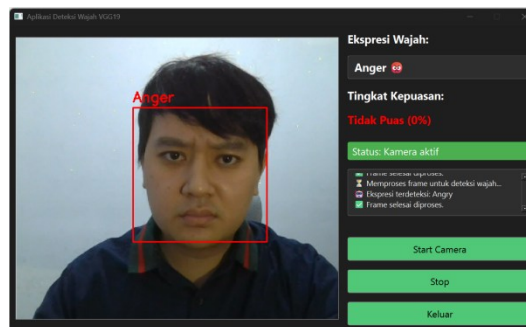 Aplikasi Deteksi Wajah VGG19
Anger
Ekspresi Wajah:
Anger 😡
Tingkat Kepuasan:
Tidak Puas (0%)
Status: Kamera aktif
✅ Frame selesai diproses.
⏳ Memproses frame untuk deteksi wajah...
Ekspresi terdeteksi: Angry
✅ Frame selesai diproses.
Start Camera
Stop
Keluar